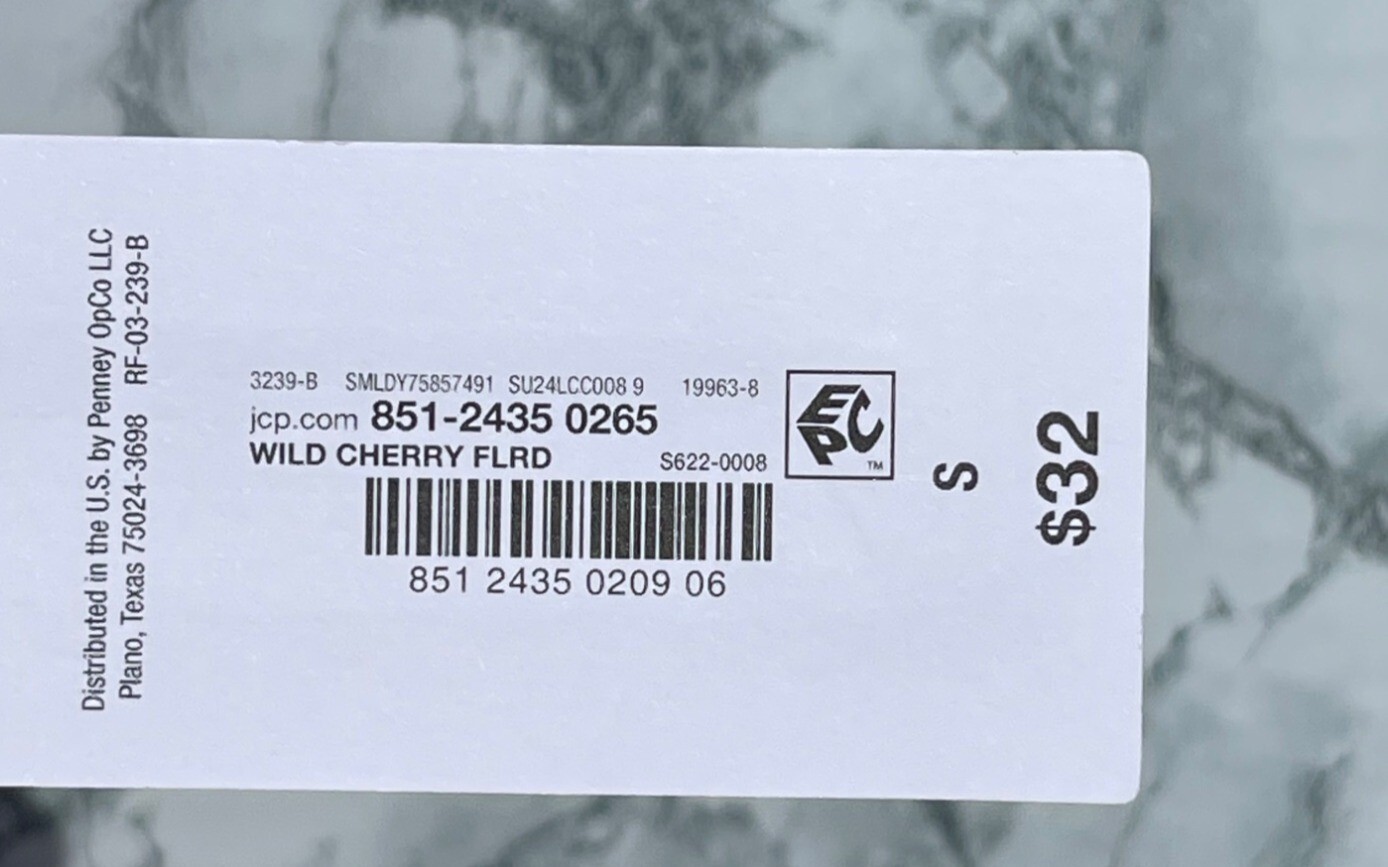 Distributed in the U.S. by Penney OpCo LLC
Plano, Texas 75024-3698 RF-03-239-B
3239-B SMLDY75857491 SU24LCC008 9 19963-8
jcp.com 851-2435 0265
WILD CHERRY FLRD S622-0008
851 2435 0209 06
EPC
TM
S
$32